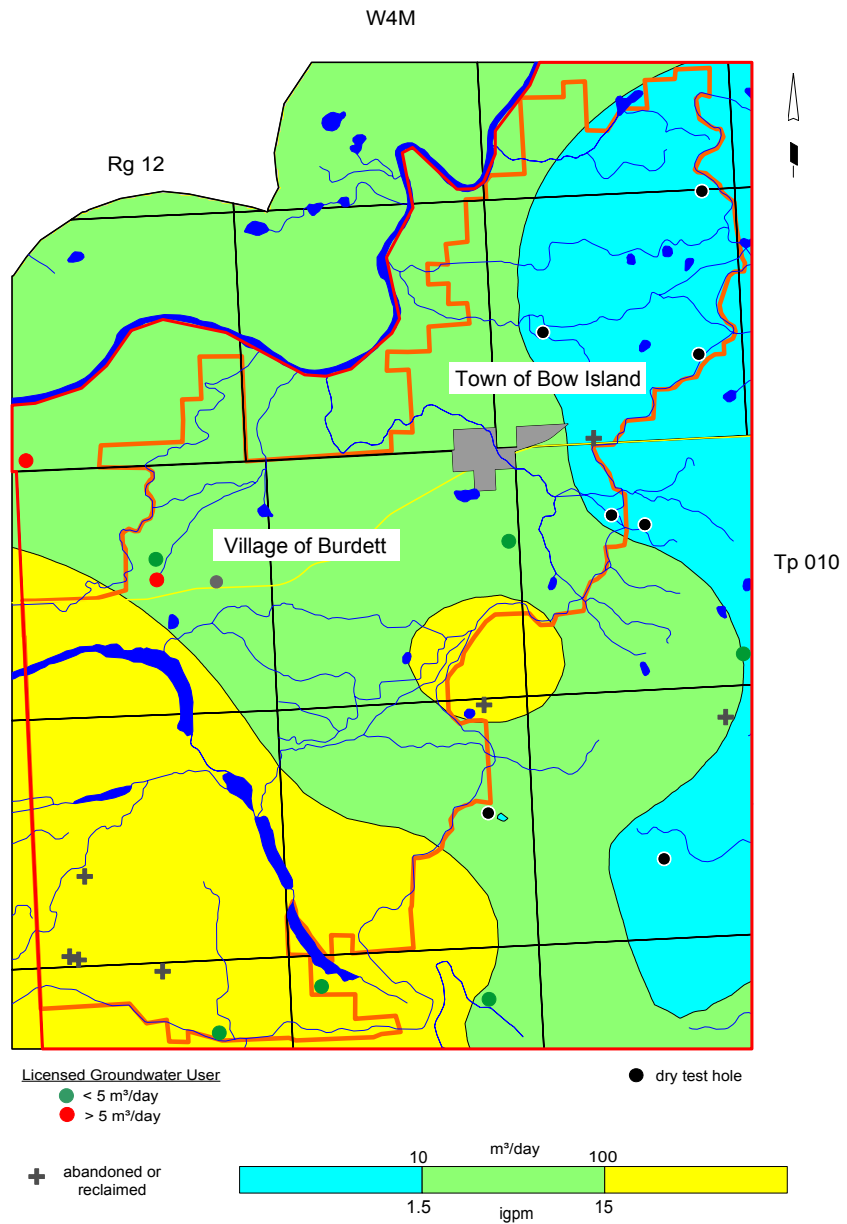 W4M
Rg 12
Town of Bow Island
Village of Burdett
Tp 010
Licensed Groundwater User
< 5 m³/day
> 5 m³/day
dry test hole
abandoned or
reclaimed
m³/day
10 100
1.5 15
igpm